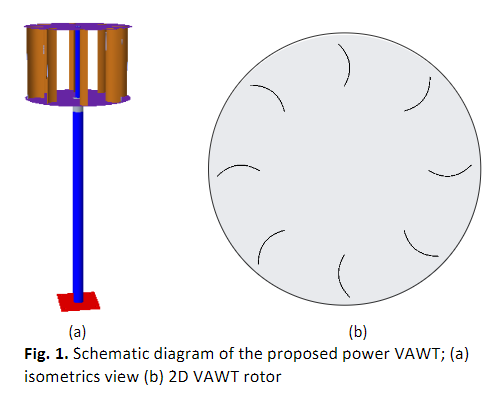 (a)
(b)
Fig. 1. Schematic diagram of the proposed power VAWT; (a)
isometrics view (b) 2D VAWT rotor